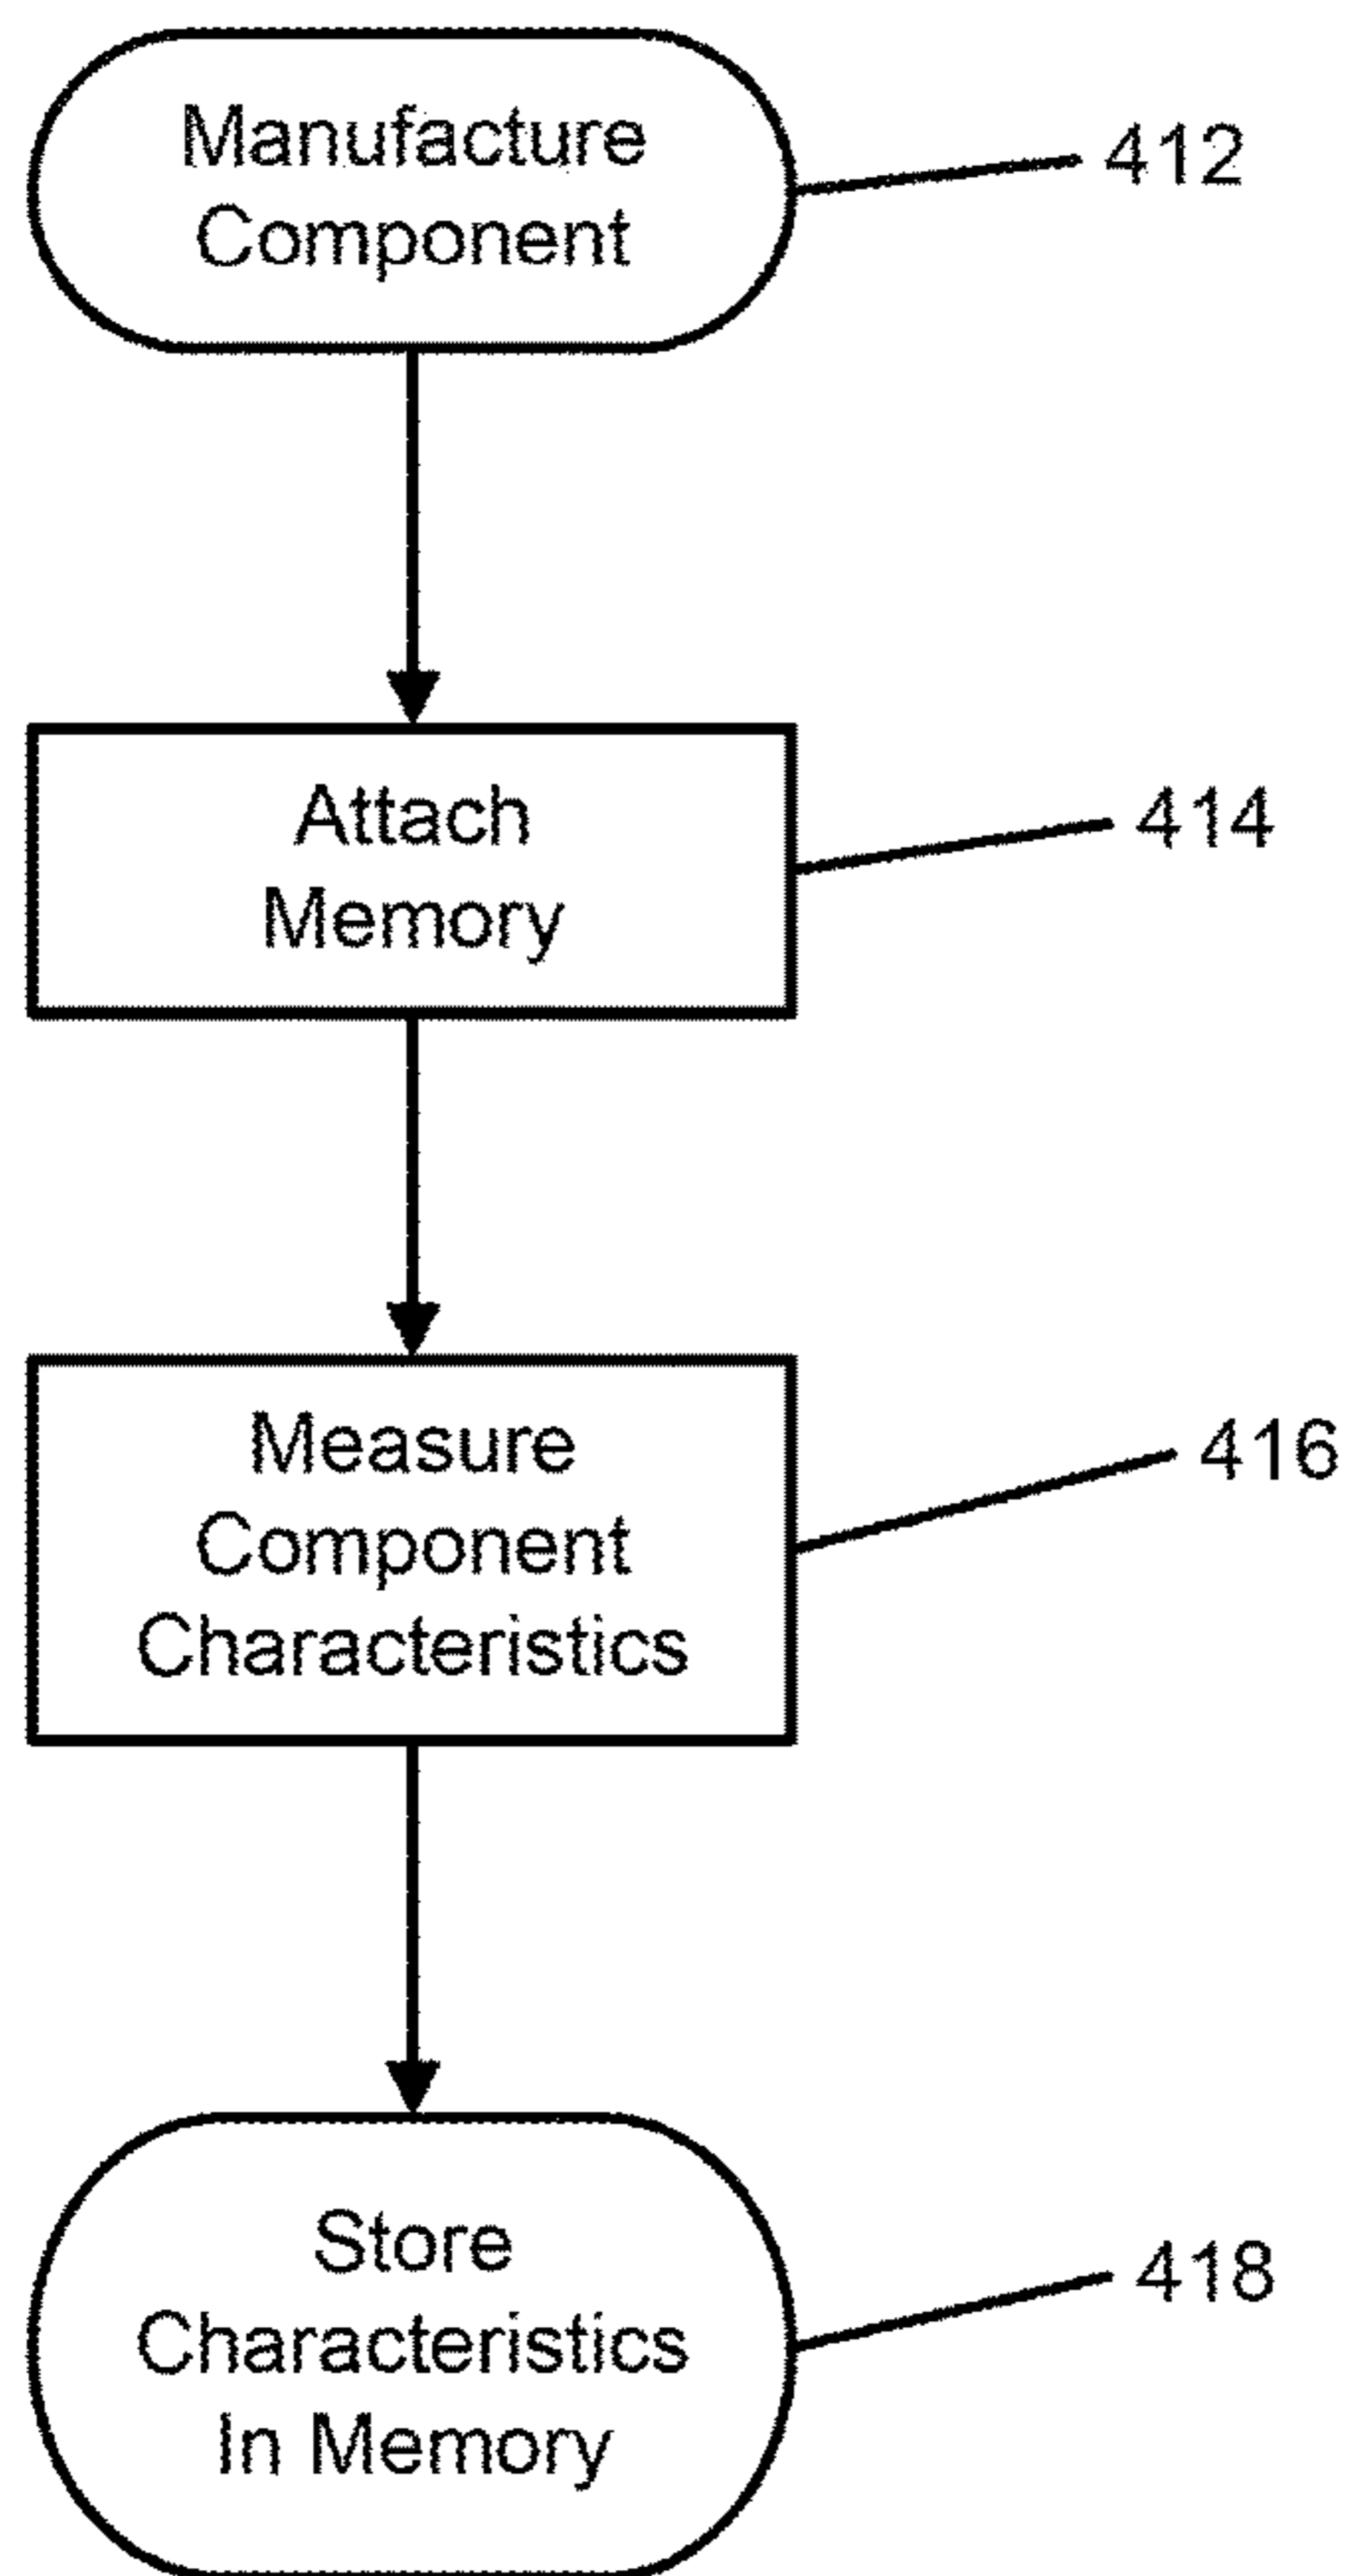 Manufacture
Component
412
Attach
Memory
414
Measure
Component
Characteristics
416
Store
Characteristics
In Memory
418